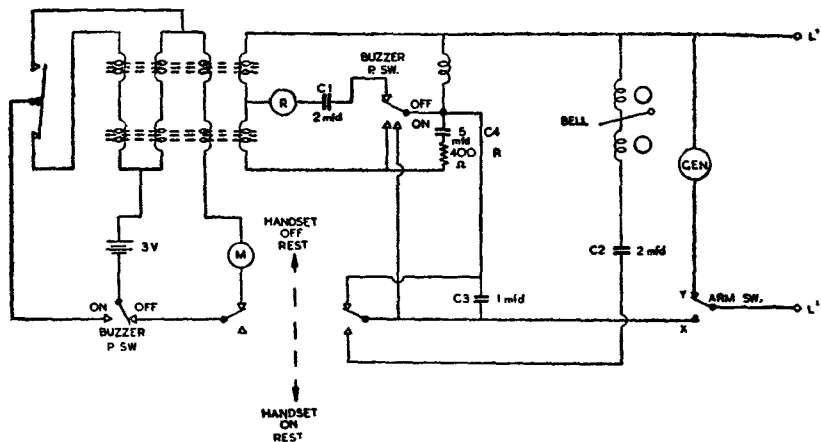 L¹
BUZZER
P. SW.
C1
2 mfd
R
OFF
ON
5
mfd
400
Ω
C4
R
BELL
GEN
HANDSET
OFF
REST
3V
M
C2
2 mfd
ON
OFF
BUZZER
P SW
C3
1 mfd
Y
ARM SW.
X
L²
HANDSET
ON
REST